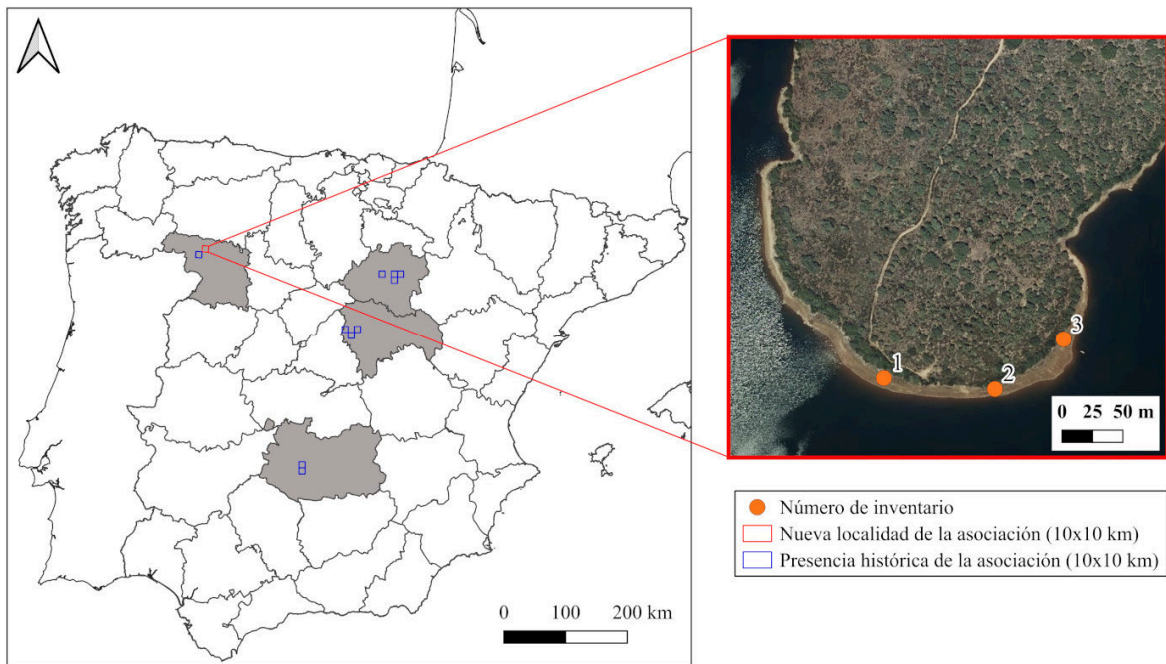 1
2
3
0 25 50 m
Número de inventario
Nueva localidad de la asociación (10x10 km)
Presencia histórica de la asociación (10x10 km)
0 100 200 km